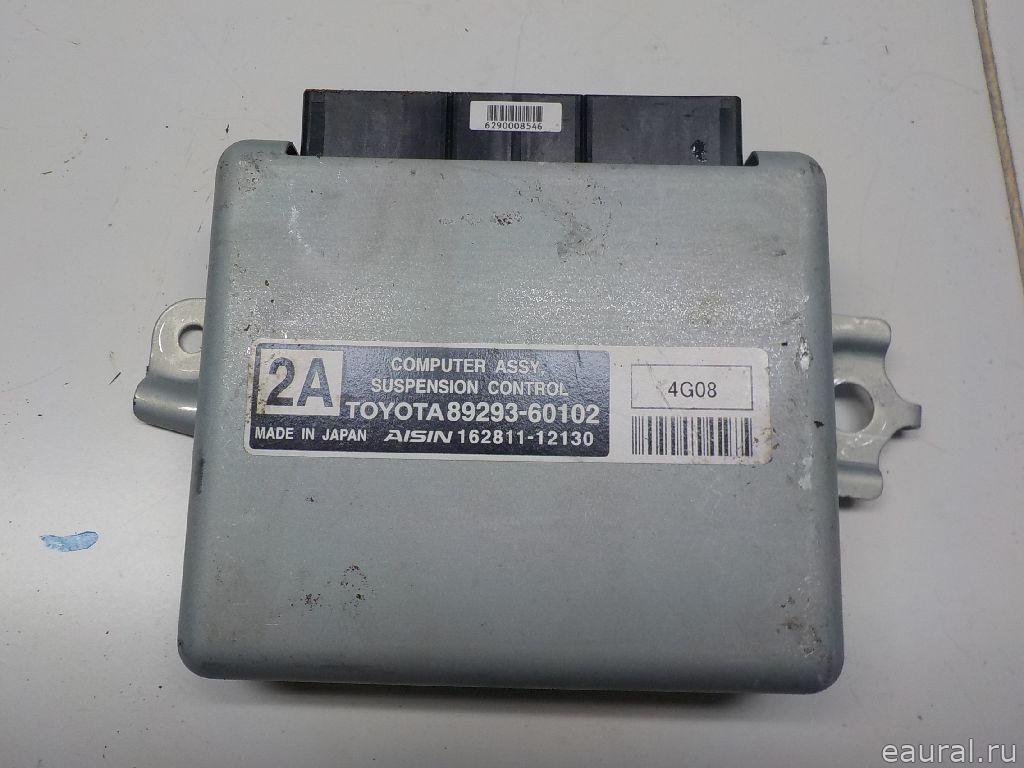 6290008546
2A
COMPUTER ASSY,
SUSPENSION CONTROL
TOYOTA 89293-60102
MADE IN JAPAN AISIN 162811-12130
4G08
eaural.ru